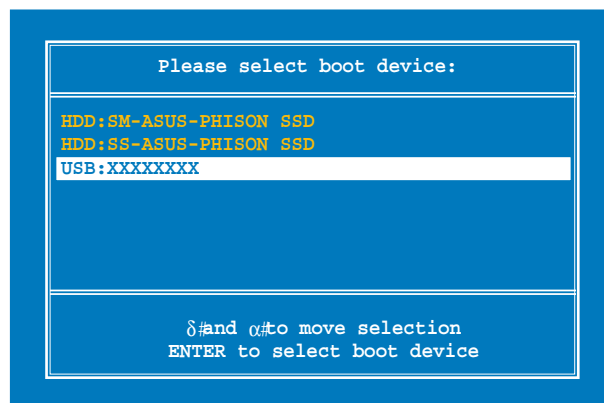 Please select boot device:
HDD:SM-ASUS-PHISON SSD
HDD:SS-ASUS-PHISON SSD
USB:XXXXXXXX
δ#and α#to move selection
ENTER to select boot device